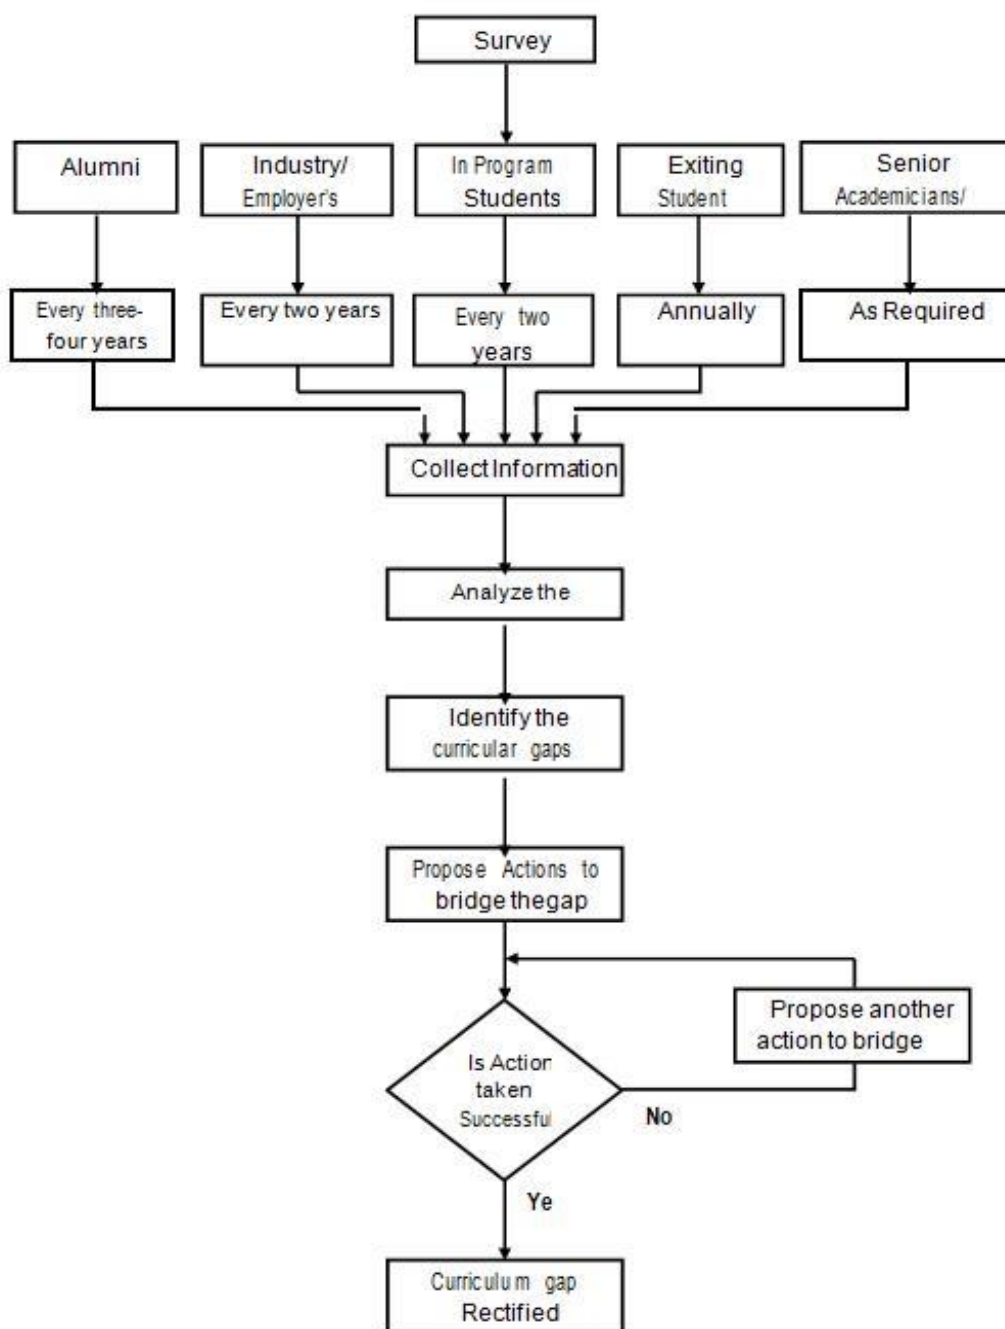 Survey
Alumni
Industry/
Employer's
In Program
Students
Exiting
Student
Senior
Academicians/
Every three-
four years
Every two years
Every two
years
Annually
As Required
Collect Information
Analyze the
Identify the
curricular gaps
Propose Actions to
bridge thegap
Propose another
action to bridge
Is Action
taken
Successful
No
Ye
Curriculum gap
Rectified